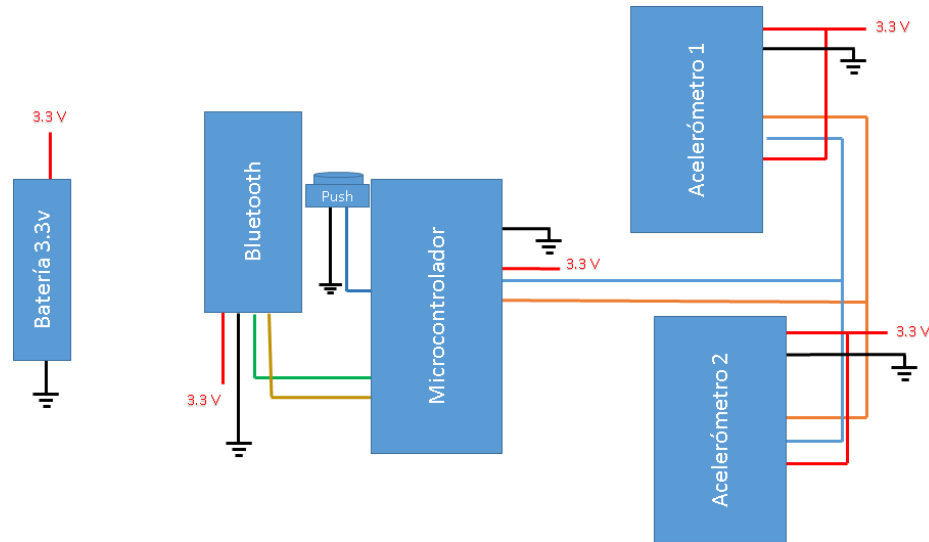 3.3 V
Batería 3.3v
Bluetooth
3.3 V
Push
Microcontrolador
3.3 V
Acelerómetro 1
3.3 V
Acelerómetro 2
3.3 V